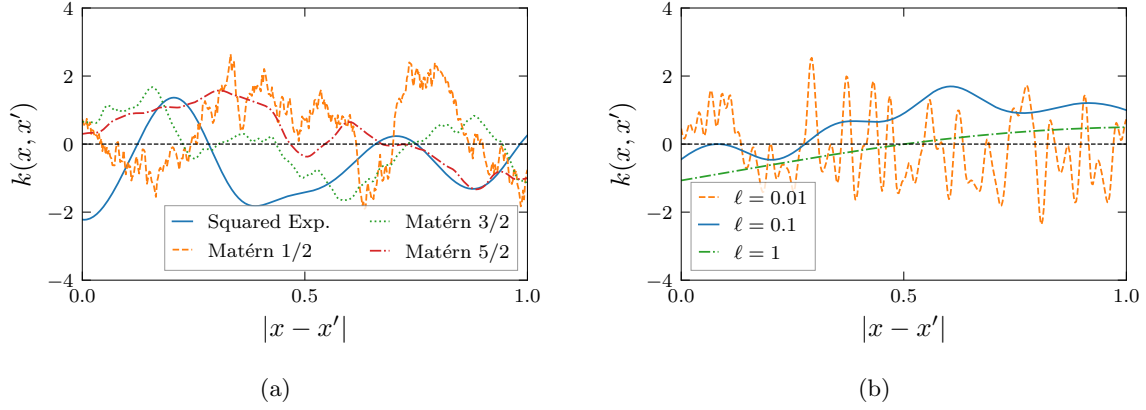 4
2
0
−2
−4
k(x, x′)
0.0
0.5
1.0
|x − x′|
Squared Exp.
Matérn 1/2
Matérn 3/2
Matérn 5/2
(a)
4
2
0
−2
−4
k(x, x′)
0.0
0.5
1.0
|x − x′|
ℓ = 0.01
ℓ = 0.1
ℓ = 1
(b)